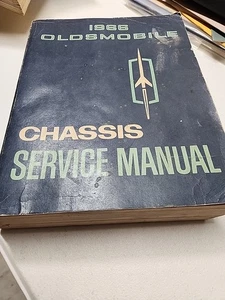 1966 OLDSMOBILE
CHASSIS
SERVICE MANUAL